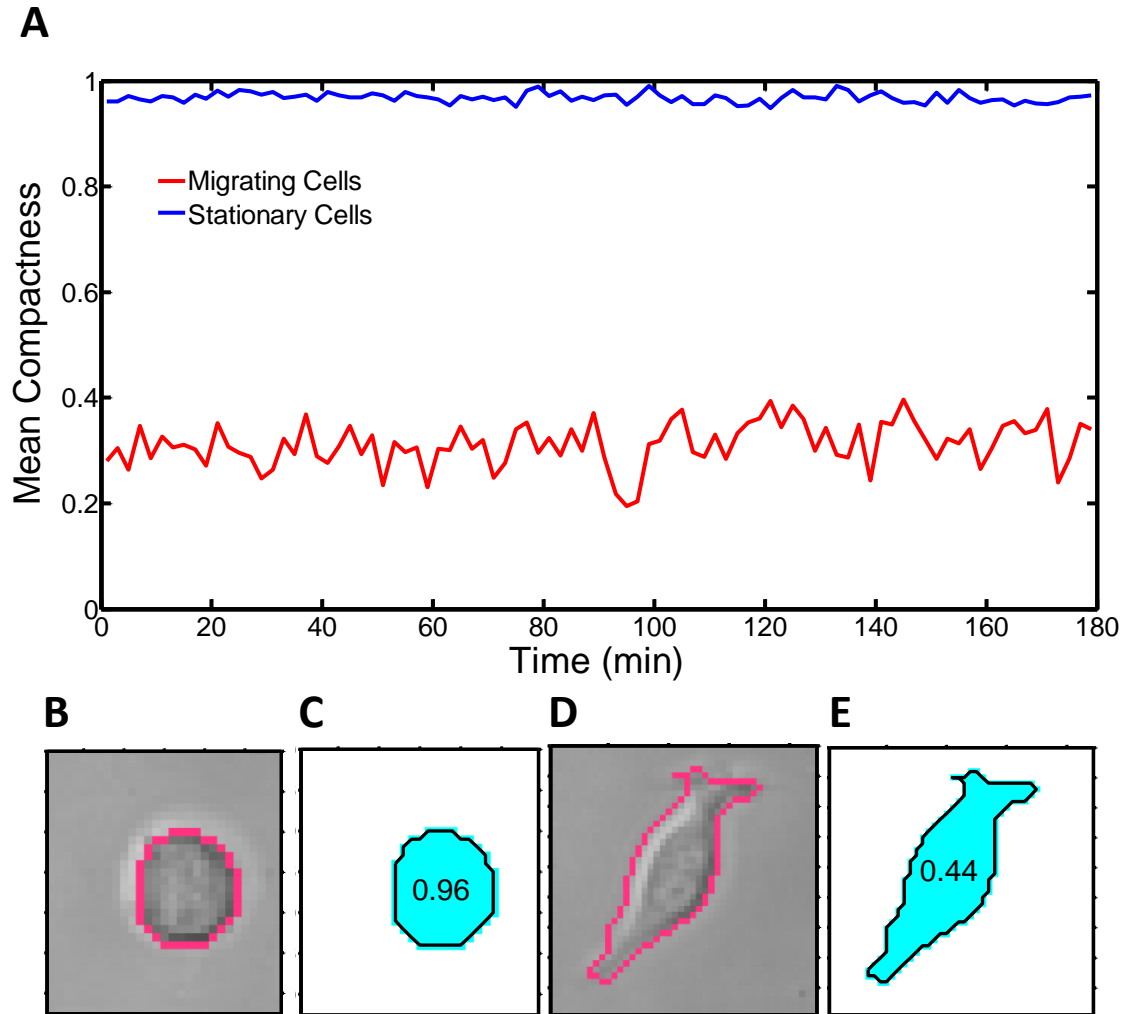 A
1
0.8
0.6
0.4
0.2
0
Mean Compactness
Migrating Cells
Stationary Cells
0 20 40 60 80 100 120 140 160 180
Time (min)
B C D E
0.96
0.44